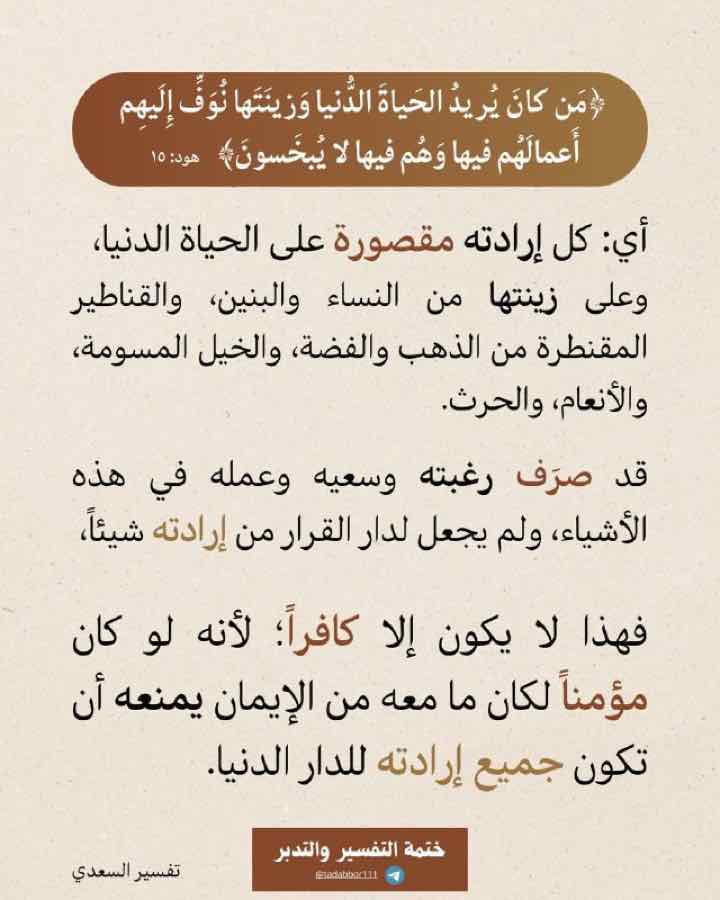 ﴿مَن كانَ يُريدُ الحَياةَ الدُّنيا وَزينَتَها نُوَفِّ إِلَيهِم
أَعمالَهُم فيها وَهُم فيها لا يُبخَسونَ﴾ هود: ١٥
أي: كل إرادته مقصورة على الحياة الدنيا،
وعلى زينتها من النساء والبنين، والقناطير
المقنطرة من الذهب والفضة، والخيل المسومة،
والأنعام، والحرث.
قد صرَف رغبته وسعيه وعمله في هذه
الأشياء، ولم يجعل لدار القرار من إرادته شيئاً،
فهذا لا يكون إلا كافراً؛ لأنه لو كان
مؤمناً لكان ما معه من الإيمان يمنعه أن
تكون جميع إرادته للدار الدنيا.
ختمة التفسير والتدبر
@tadabbor111
تفسير السعدي